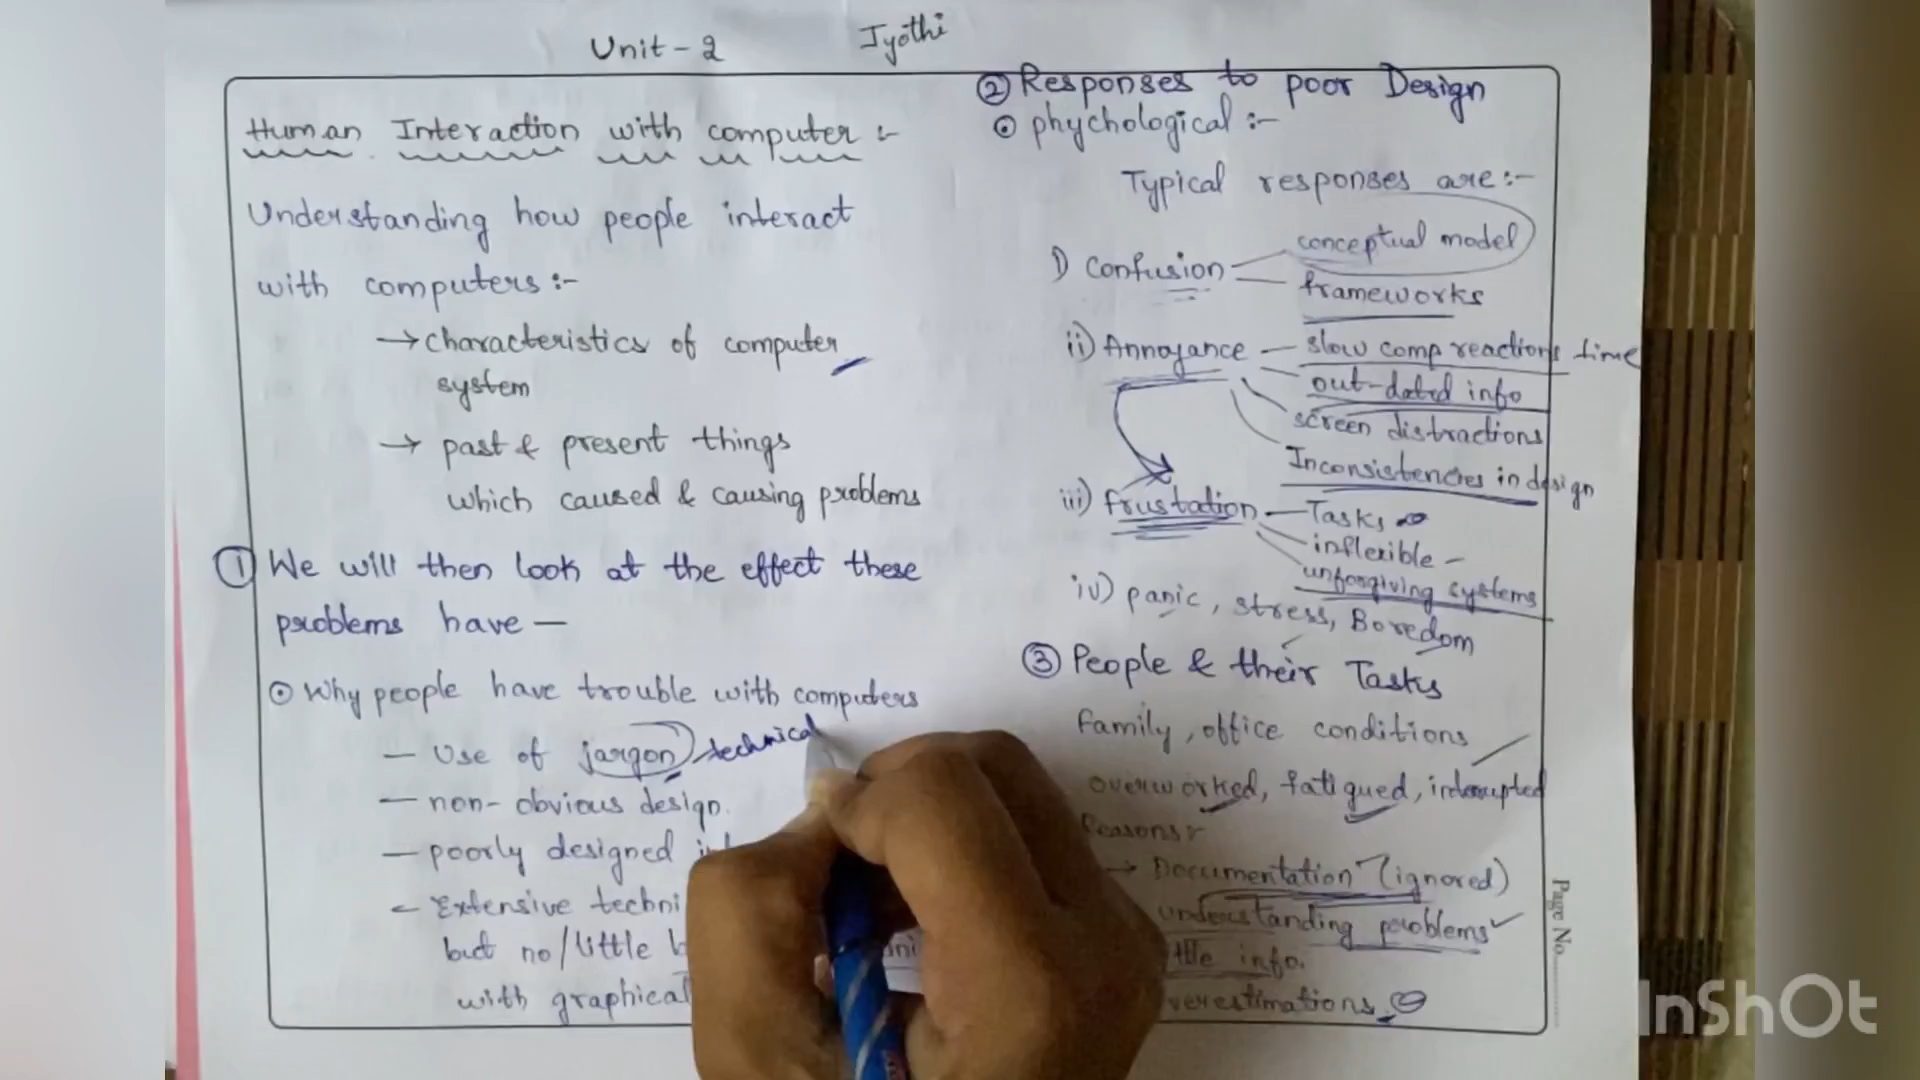 Unit - 2
Jyothi
Human Interaction with computer :-
Understanding how people interact
with computers :-
→ characteristics of computer
system
→ past & present things
which caused & causing problems
① We will then look at the effect these
problems have —
⊙ Why people have trouble with computers
— Use of jargon technical
— non-obvious design.
— poorly designed
— Extensive techni
but no/little
with graphical
② Responses to poor Design
⊙ phychological :-
Typical responses are :-
i) Confusion — conceptual model
frameworks
ii) Annoyance — slow comp reactions time
out-dated info
screen distractions
Inconsistencies in design
iii) frustation — Tasks
inflexible —
unforgiving systems
iv) panic, stress, Boredom
③ People & their Tasks
Family, office conditions
overworked, fatigued, interrupted
Reasons
→ Documentation (ignored)
understanding problems
ttle info.
verestimations.
Page No.
InShOt